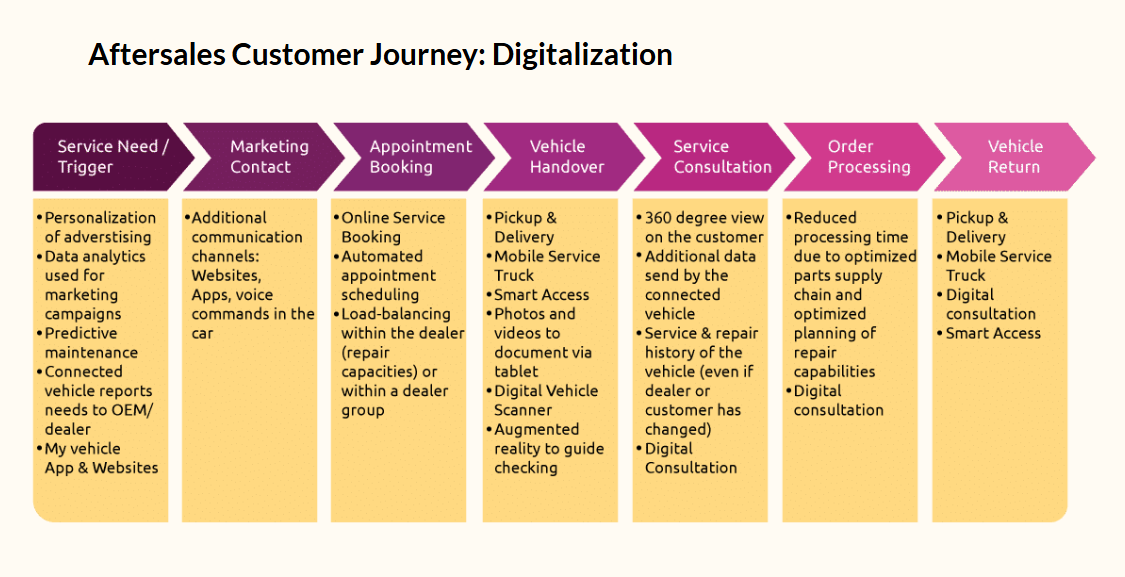 Aftersales Customer Journey: Digitalization
Service Need /
Trigger
Marketing
Contact
Appointment
Booking
Vehicle
Handover
Service
Consultation
Order
Processing
Vehicle
Return
•Personalization
of adverstising
•Data analytics
used for
marketing
campaigns
•Predictive
maintenance
•Connected
vehicle reports
needs to OEM/
dealer
•My vehicle
App & Websites
•Additional
communication
channels:
Websites,
Apps, voice
commands in the
car
•Online Service
Booking
•Automated
appointment
scheduling
•Load-balancing
within the dealer
(repair
capacities) or
within a dealer
group
•Pickup &
Delivery
•Mobile Service
Truck
•Smart Access
•Photos and
videos to
document via
tablet
•Digital Vehicle
Scanner
•Augmented
reality to guide
checking
•360 degree view
on the customer
•Additional data
send by the
connected
vehicle
•Service & repair
history of the
vehicle (even if
dealer or
customer has
changed)
•Digital
Consultation
•Reduced
processing time
due to optimized
parts supply
chain and
optimized
planning of
repair
capabilities
•Digital
consultation
•Pickup &
Delivery
•Mobile Service
Truck
•Digital
consultation
•Smart Access